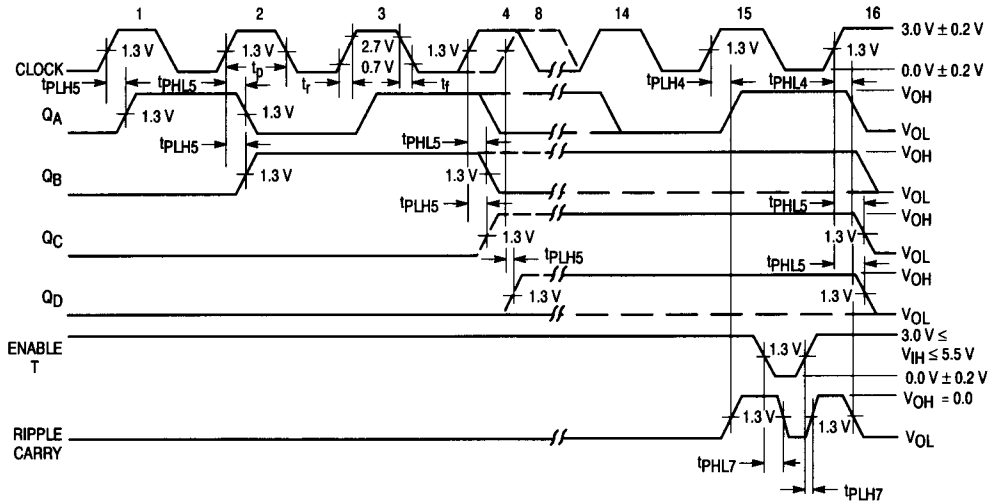 1 2 3 4 8 14 15 16
1.3 V 1.3 V 2.7 V 1.3 V 1.3 V 1.3 V 3.0 V ± 0.2 V
0.7 V
CLOCK tp 0.0 V ± 0.2 V
tPLH5 tPHL5 tr tf tPLH4 tPHL4
QA 1.3 V 1.3 V 1.3 V 1.3 V VOH
VOL
tPLH5 tPHL5 VOH
QB 1.3 V 1.3 V
tPLH5 tPHL5 VOL
VOH
QC 1.3 V 1.3 V
VOL
tPLH5 tPHL5 VOH
QD 1.3 V 1.3 V
VOL
ENABLE T 1.3 V 3.0 V ≤
VIH ≤ 5.5 V
0.0 V ± 0.2 V
VOH = 0.0
RIPPLE CARRY 1.3 V 1.3 V VOL
tPHL7
tPLH7